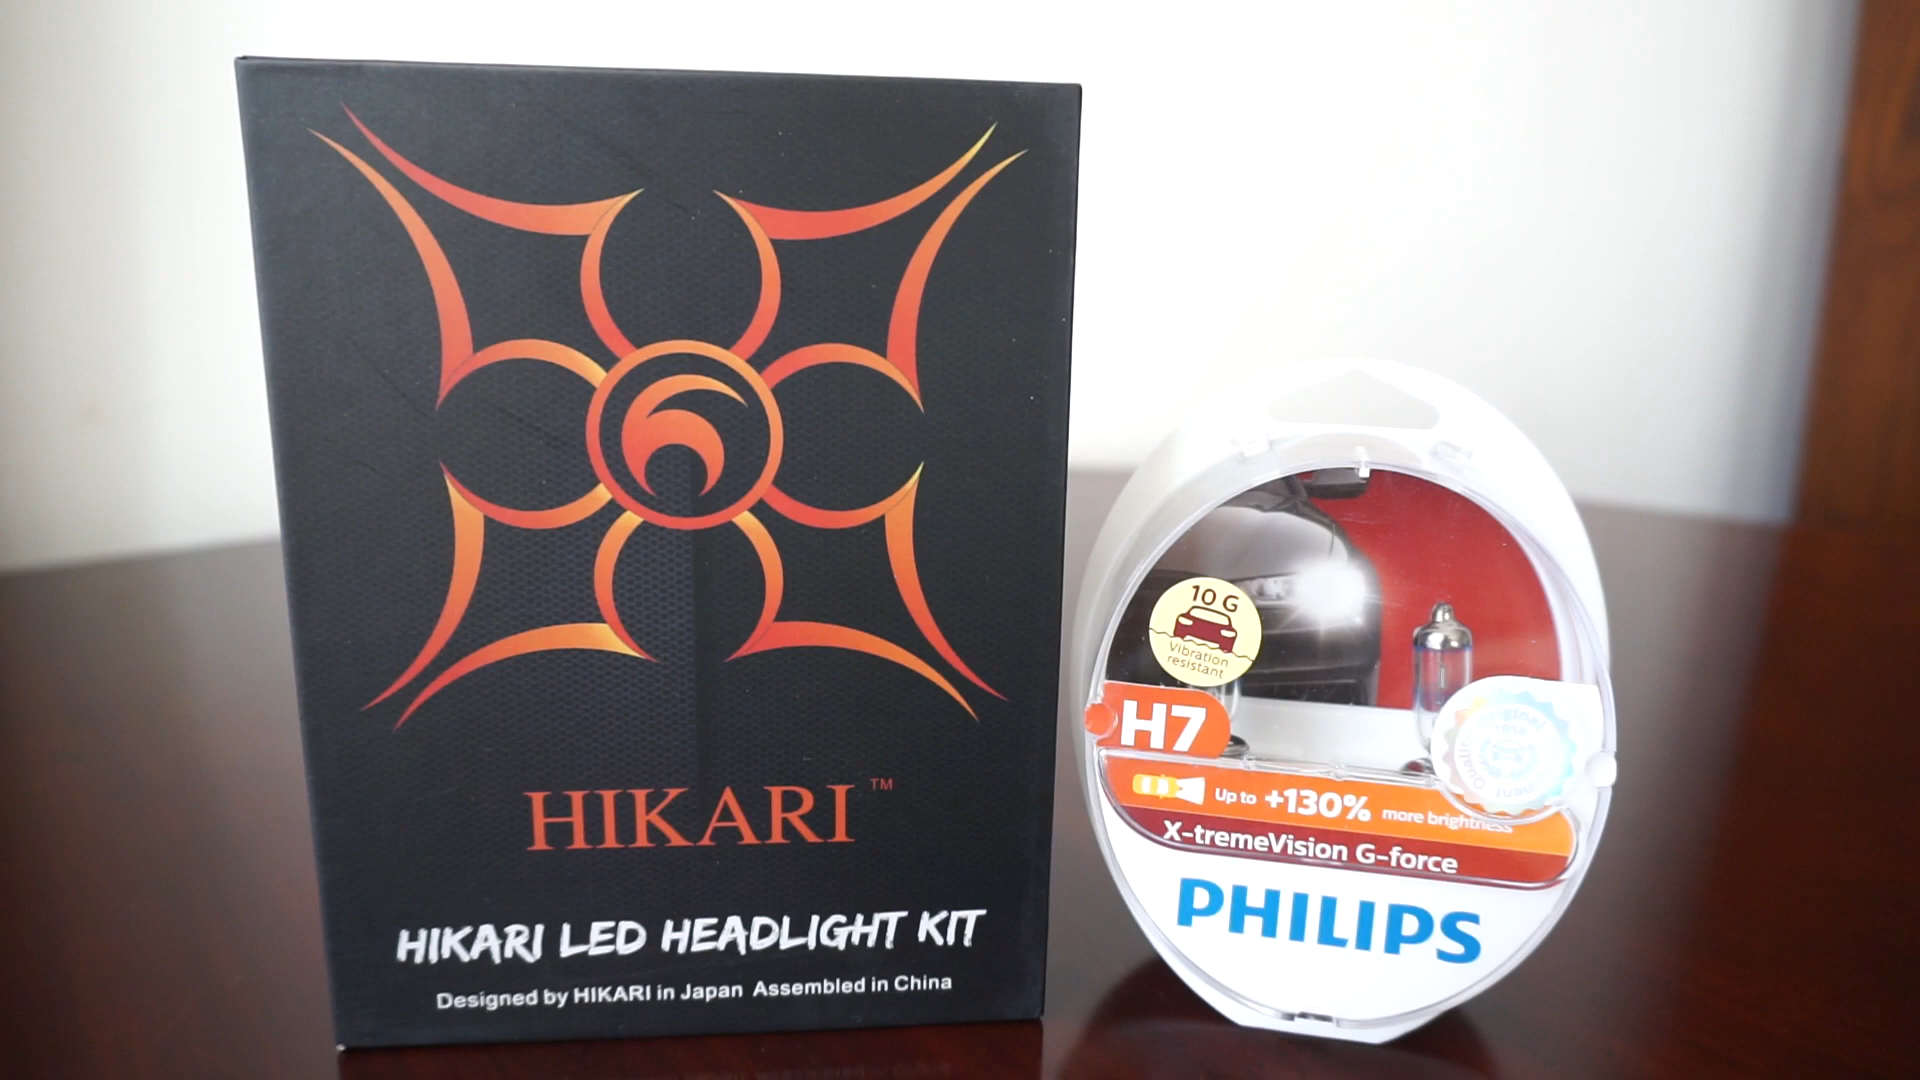 HIKARI™
HIKARI LED HEADLIGHT KIT
Designed by HIKARI in Japan Assembled in China
10 G
Vibration
resistant
H7
Up to +130% more brightness
X-tremeVision G-force
PHILIPS